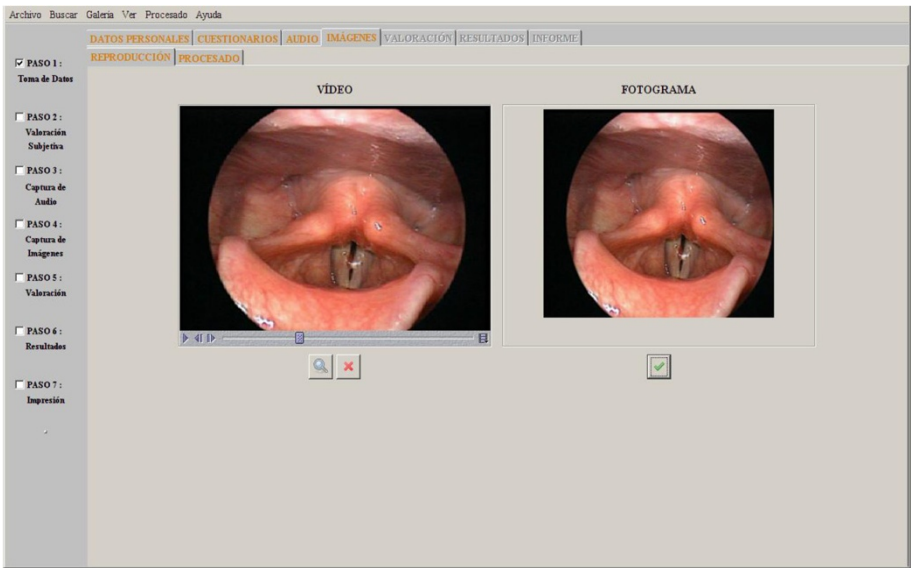 Archivo Buscar Galería Ver Procesado Ayuda
DATOS PERSONALES CUESTIONARIOS AUDIO IMÁGENES VALORACIÓN RESULTADOS INFORME
REPRODUCCIÓN PROCESADO
PASO 1 :
Toma de Datos
PASO 2 :
Valoración
Subjetiva
PASO 3 :
Captura de
Audio
PASO 4 :
Captura de
Imágenes
PASO 5 :
Valoración
PASO 6 :
Resultados
PASO 7 :
Impresión
VÍDEO
FOTOGRAMA